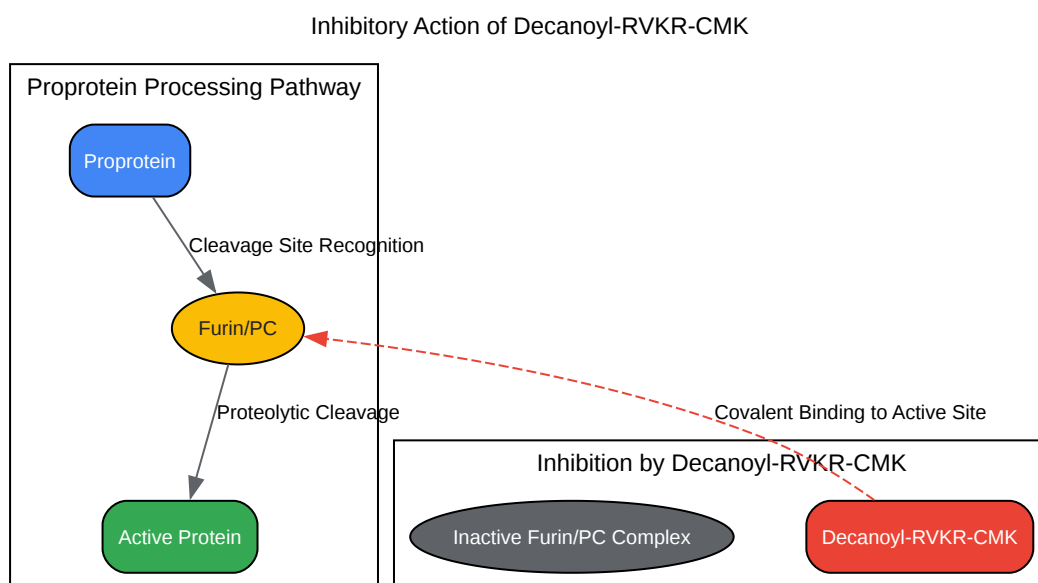 Inhibitory Action of Decanoyl-RVKR-CMK
Proprotein Processing Pathway
Proprotein
Cleavage Site Recognition
Furin/PC
Proteolytic Cleavage
Covalent Binding to Active Site
Inhibition by Decanoyl-RVKR-CMK
Active Protein
Inactive Furin/PC Complex
Decanoyl-RVKR-CMK